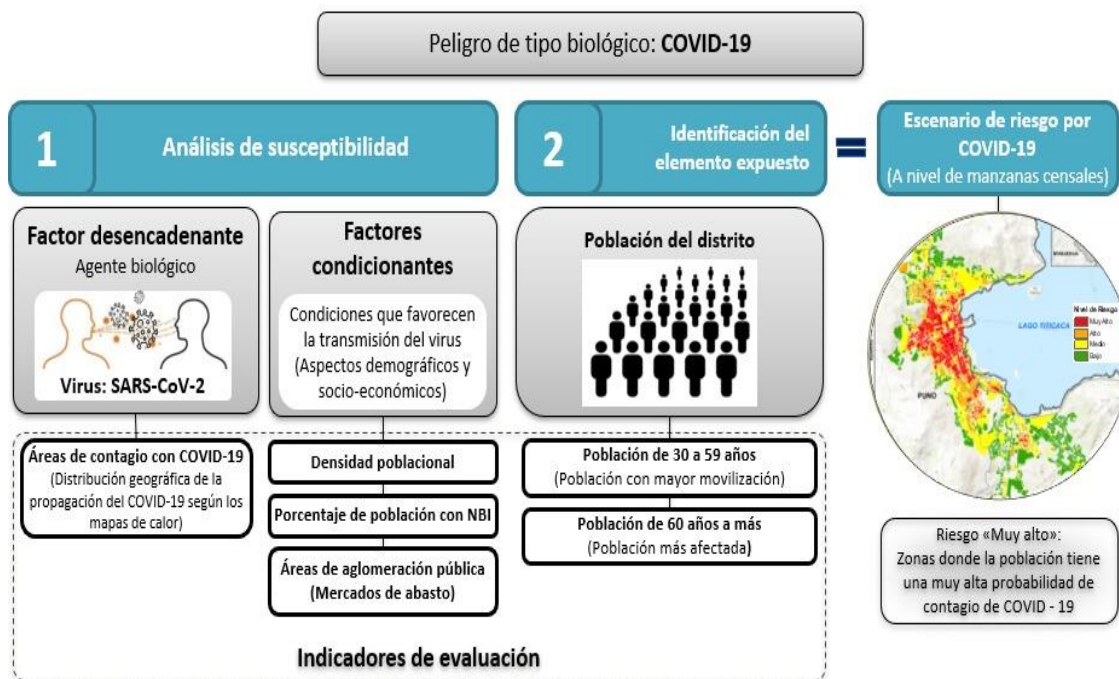 Peligro de tipo biológico: COVID-19
1
Análisis de susceptibilidad
2
Identificación del
elemento expuesto
=
Escenario de riesgo por
COVID-19
(A nivel de manzanas censales)
Factor desencadenante
Agente biológico
Virus: SARS-CoV-2
Factores
condicionantes
Condiciones que favorecen
la transmisión del virus
(Aspectos demográficos y
socio-económicos)
Población del distrito
LAGO TITICACA
PUNO
Nivel de Riesgo
Muy Alto
Alto
Medio
Bajo
Áreas de contagio con COVID-19
(Distribución geográfica de la
propagación del COVID-19 según los
mapas de calor)
Densidad poblacional
Porcentaje de población con NBI
Áreas de aglomeración pública
(Mercados de abasto)
Población de 30 a 59 años
(Población con mayor movilización)
Población de 60 años a más
(Población más afectada)
Riesgo «Muy alto»:
Zonas donde la población tiene
una muy alta probabilidad de
contagio de COVID - 19
Indicadores de evaluación